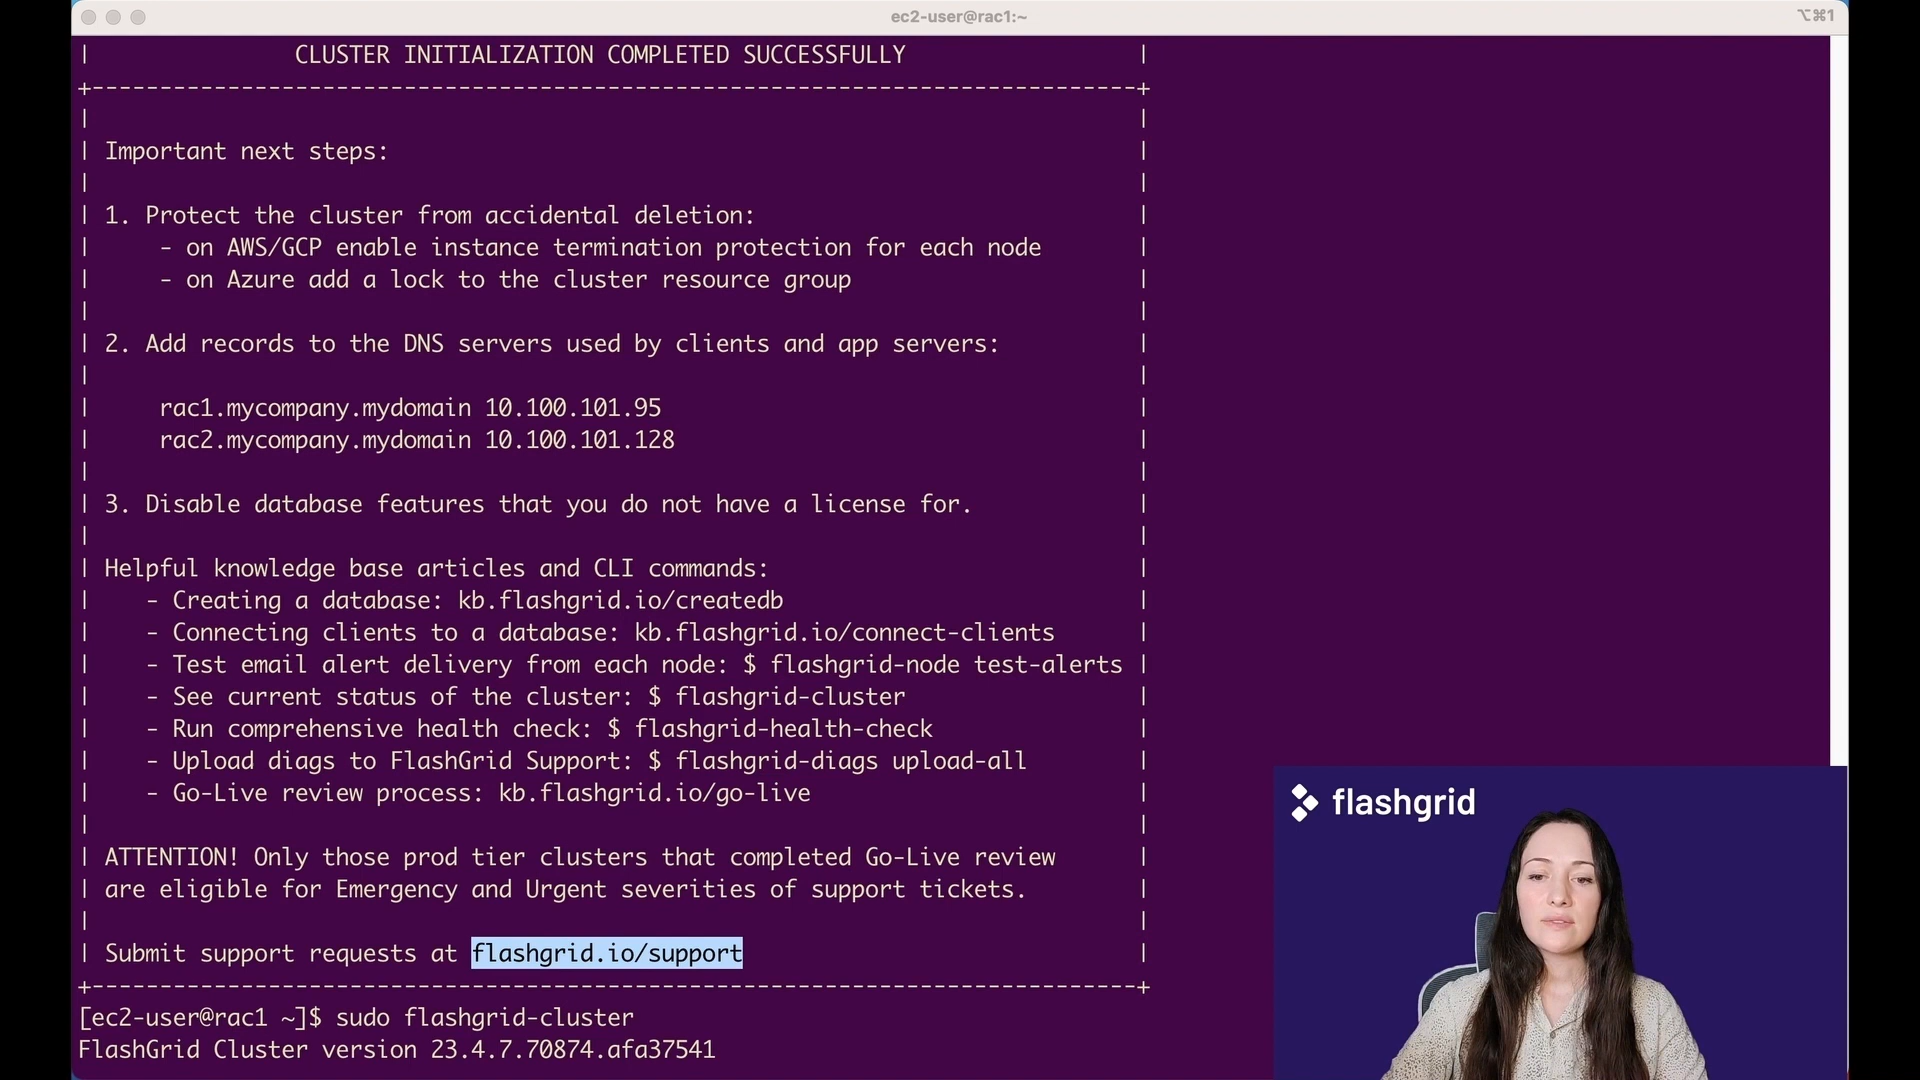 ec2-user@rac1:~
⌥⌘1
| CLUSTER INITIALIZATION COMPLETED SUCCESSFULLY |
+-----------------------------------------------------------------------------+
| |
| Important next steps: |
| |
| 1. Protect the cluster from accidental deletion: |
| - on AWS/GCP enable instance termination protection for each node |
| - on Azure add a lock to the cluster resource group |
| |
| 2. Add records to the DNS servers used by clients and app servers: |
| |
| rac1.mycompany.mydomain 10.100.101.95 |
| rac2.mycompany.mydomain 10.100.101.128 |
| |
| 3. Disable database features that you do not have a license for. |
| |
| Helpful knowledge base articles and CLI commands: |
| - Creating a database: kb.flashgrid.io/createdb |
| - Connecting clients to a database: kb.flashgrid.io/connect-clients |
| - Test email alert delivery from each node: $ flashgrid-node test-alerts |
| - See current status of the cluster: $ flashgrid-cluster |
| - Run comprehensive health check: $ flashgrid-health-check |
| - Upload diags to FlashGrid Support: $ flashgrid-diags upload-all |
| - Go-Live review process: kb.flashgrid.io/go-live |
| |
| ATTENTION! Only those prod tier clusters that completed Go-Live review |
| are eligible for Emergency and Urgent severities of support tickets. |
| |
| Submit support requests at flashgrid.io/support |
+-----------------------------------------------------------------------------+
[ec2-user@rac1 ~]$ sudo flashgrid-cluster
FlashGrid Cluster version 23.4.7.70874.afa37541
flashgrid